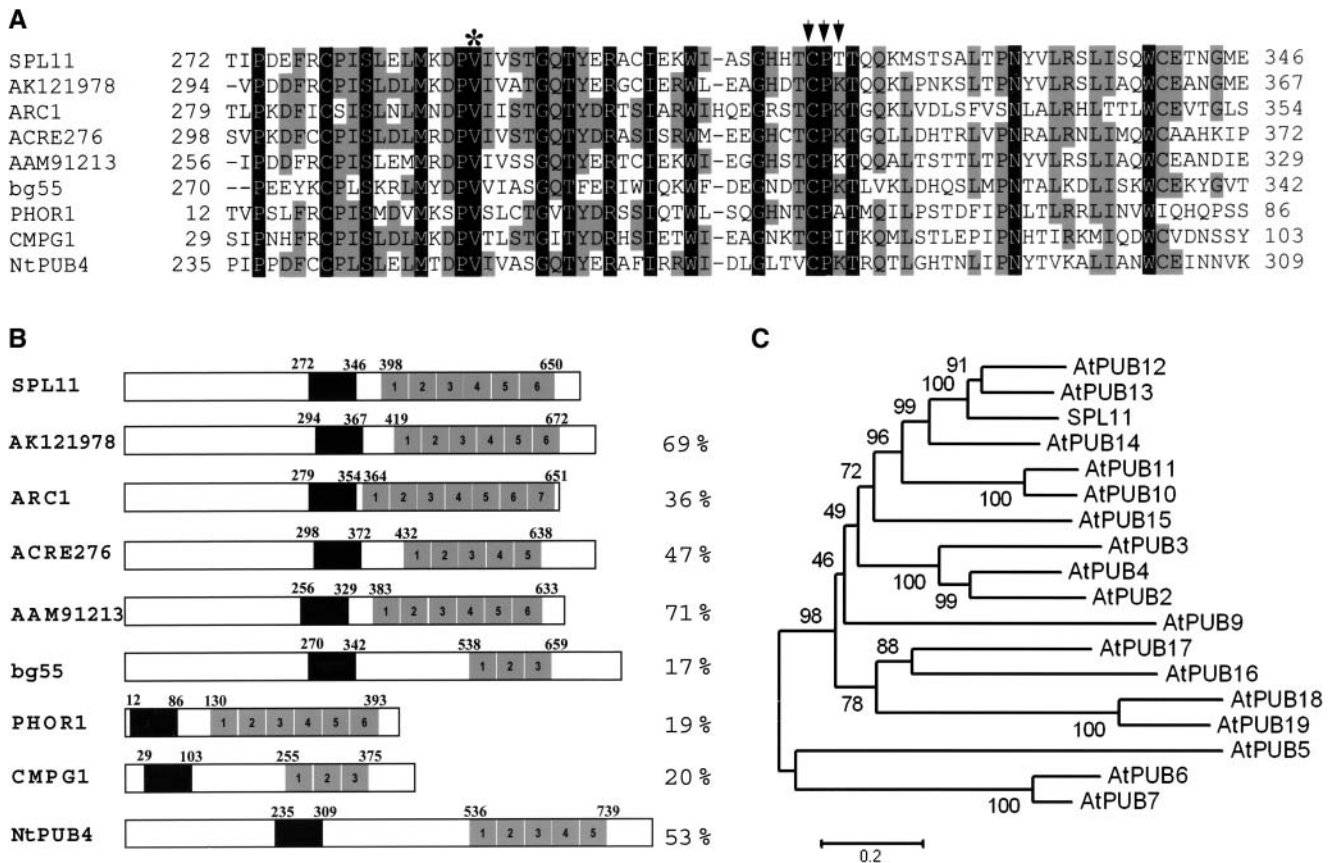 A
*
SPL11 272 TIPDEFRCPISLELMKDPVIVSTGQTYERACIEKWI-ASGHHTCPTTQQKMSTSALTPNYVLRSLISQWCETNGME 346
AK121978 294 -VPDDFRCPISLDLMKDPVIVATGQTYERGCIERWL-EAGHDTCPKTQQKLPNKSLTPNYVLRSLIAQWCEANGME 367
ARC1 279 TLPKDFICSISLNLMNDPVIISTGQTYDRTSIARWIHQEGRSTCPKTGQKLVDLSFVSNLALRHLTTLWCEVTGLS 354
ACRE276 298 SVPKDFCCPISLDLMRDPVIVSTGQTYDRASISRWM-EEGHCTCPKTGQLLDHTRLVPNRALRNLIMQWCAAHKIP 372
AAM91213 256 -IPDDFRCPISLEMMRDPVIVSSGQTYERTCIEKWI-EGGHSTCPKTQQALTSTTLTPNYVLRSLIAQWCEANDIE 329
bg55 270 --PEEYKCPLSKRLMYDPVVIASGQTFERIWIQKWF-DEGNDTCPKTLVKLDHQSLMPNTALKDLISKWCEKYGVT 342
PHOR1 12 TVPSLFRCPISMDVMKSPVSLCTGVTYDRSSIQTWL-SQGHNTCPATMQILPSTDFIPNLTLRRLINVWIQHQPSS 86
CMPG1 29 SIPNHFRCPISLDLMKDPVTLSTGITYDRHSIETWI-EAGNKTCPITKQMLSTLEPIPNHTIRKMIQDWCVDNSSY 103
NtPUB4 235 PIPPDFCCPLSLELMTDPVIVASGQTYERAFIRRWI-DLGLTVCPKTRQTLGHTNLIPNYTVKALIANWCEINNVK 309
B
272 346 398 650
SPL11 1 2 3 4 5 6
294 367 419 672
AK121978 1 2 3 4 5 6 69 %
279 354 364 651
ARC1 1 2 3 4 5 6 7 36 %
298 372 432 638
ACRE276 1 2 3 4 5 47 %
256 329 383 633
AAM91213 1 2 3 4 5 6 71 %
270 342 538 659
bg55 1 2 3 17 %
12 86 130 393
PHOR1 1 2 3 4 5 6 19 %
29 103 255 375
CMPG1 1 2 3 20 %
235 309 536 739
NtPUB4 1 2 3 4 5 53 %
C
91 AtPUB12
100 AtPUB13
99 SPL11
96 AtPUB14
72 AtPUB11
100 AtPUB10
49 AtPUB15
46 AtPUB3
100 AtPUB4
99 AtPUB2
98 AtPUB9
88 AtPUB17
78 AtPUB16
AtPUB18
100 AtPUB19
AtPUB5
AtPUB6
100 AtPUB7
0.2